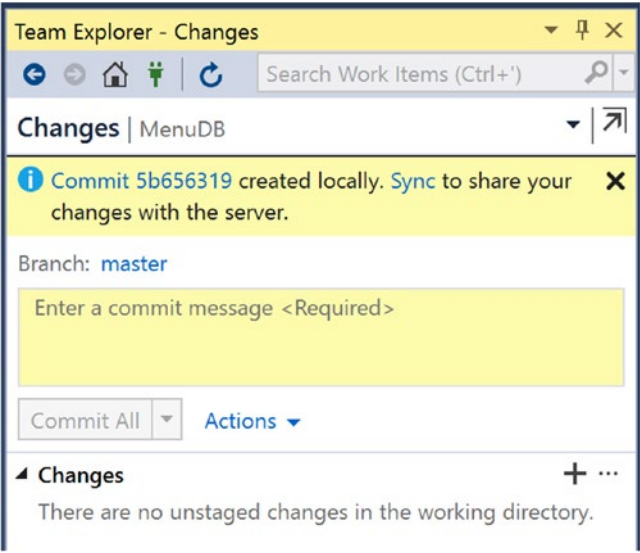 Team Explorer - Changes
Search Work Items (Ctrl+')
Changes | MenuDB
Commit 5b656319 created locally. Sync to share your
changes with the server.
Branch: master
Enter a commit message <Required>
Commit All
Actions
Changes
There are no unstaged changes in the working directory.